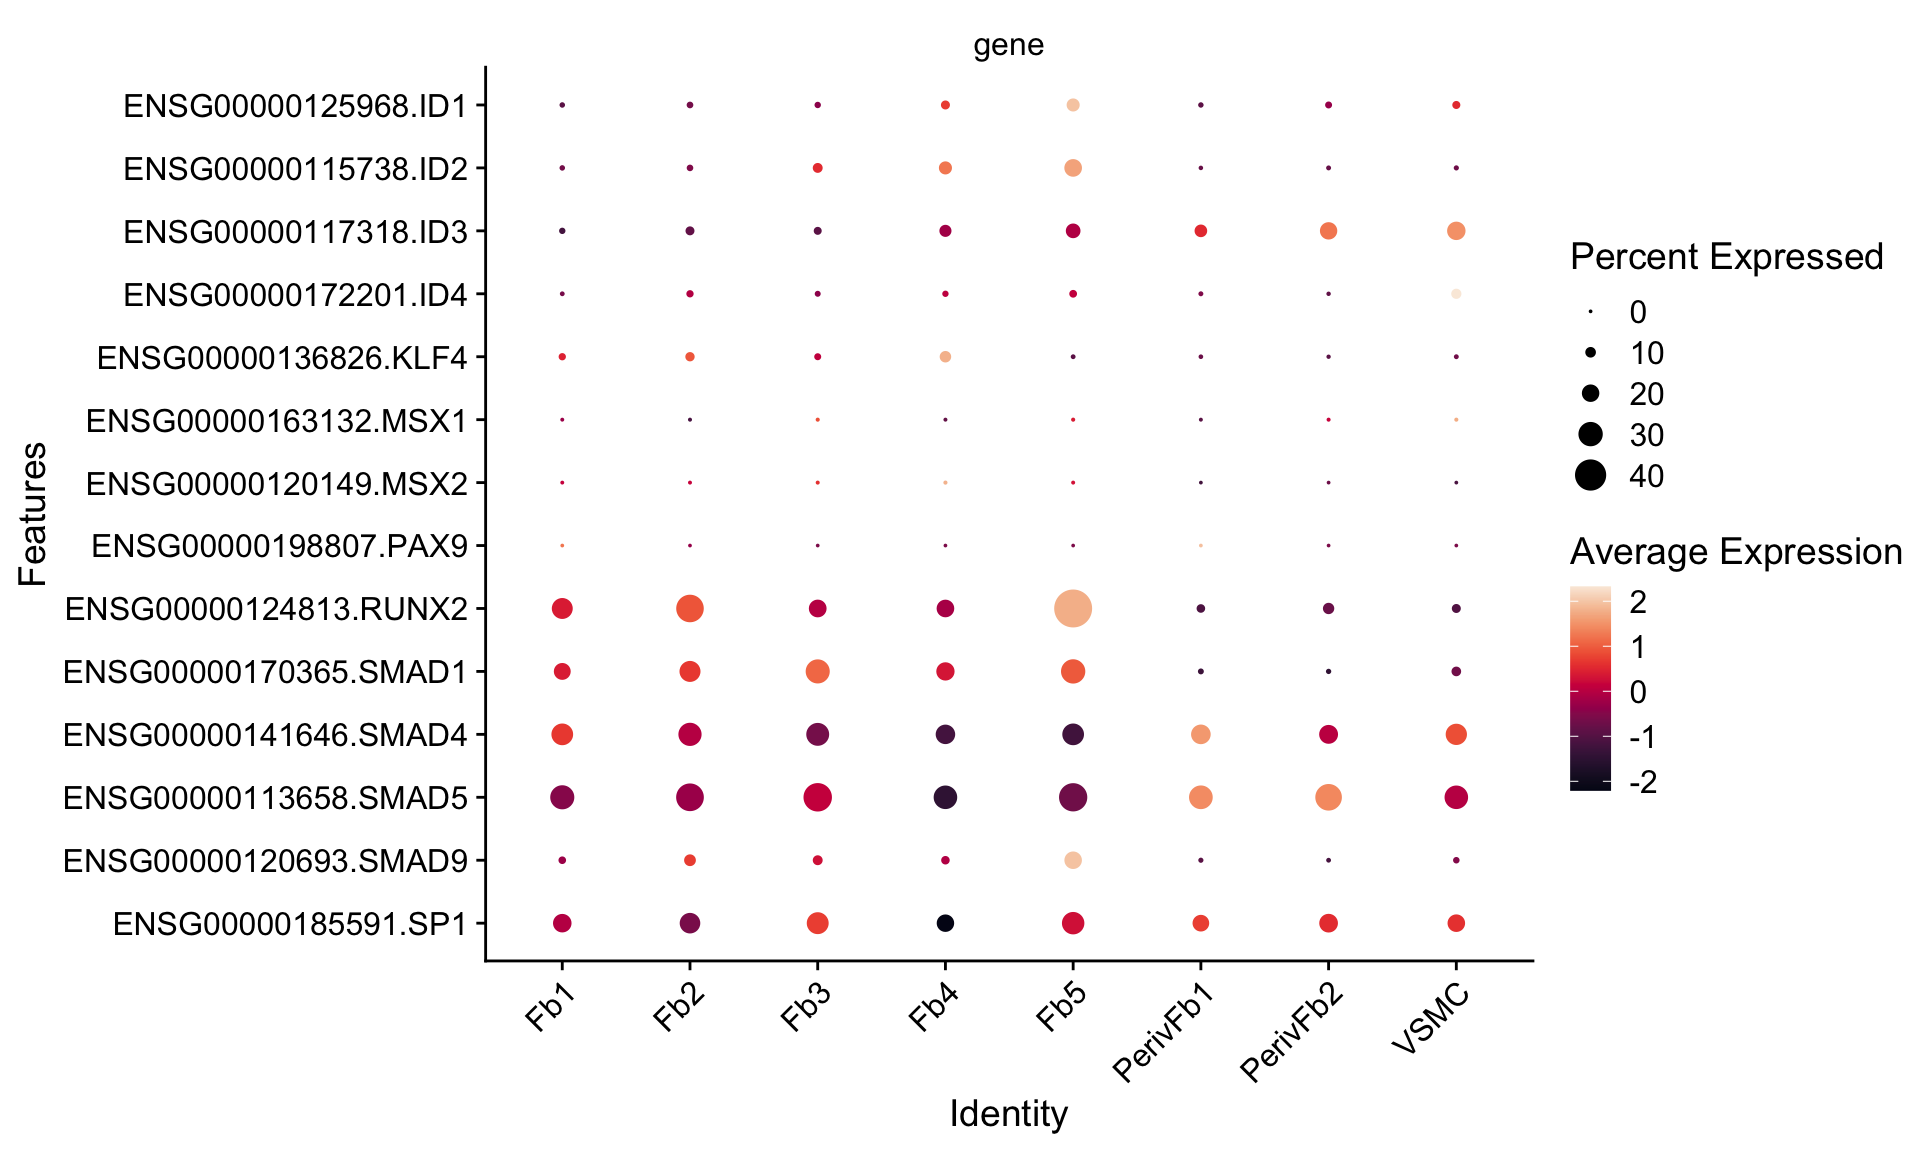 gene
Features
ENSG00000125968.ID1
ENSG00000115738.ID2
ENSG00000117318.ID3
ENSG00000172201.ID4
ENSG00000136826.KLF4
ENSG00000163132.MSX1
ENSG00000120149.MSX2
ENSG00000198807.PAX9
ENSG00000124813.RUNX2
ENSG00000170365.SMAD1
ENSG00000141646.SMAD4
ENSG00000113658.SMAD5
ENSG00000120693.SMAD9
ENSG00000185591.SP1
Fb1
Fb2
Fb3
Fb4
Fb5
PerivFb1
PerivFb2
VSMC
Identity
Percent Expressed
0
10
20
30
40
Average Expression
2
1
0
-1
-2